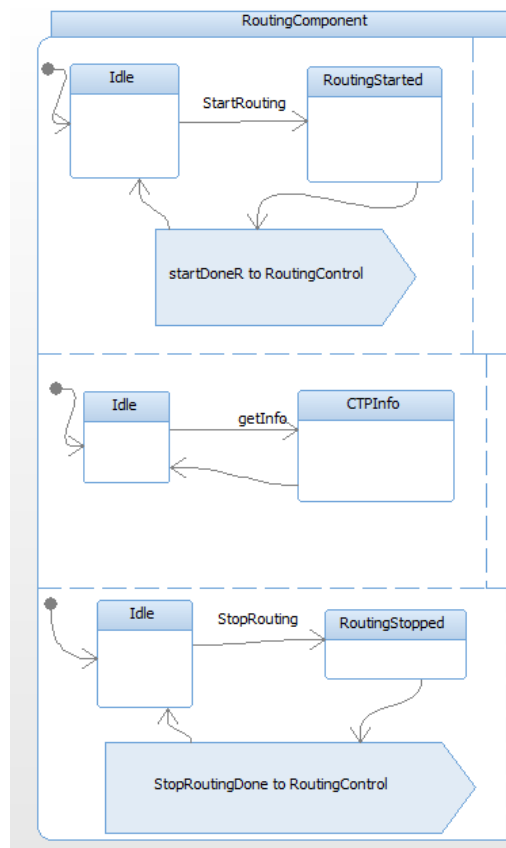 RoutingComponent
Idle
RoutingStarted
StartRouting
startDoneR to RoutingControl
Idle
CTPInfo
getInfo
Idle
RoutingStopped
StopRouting
StopRoutingDone to RoutingControl